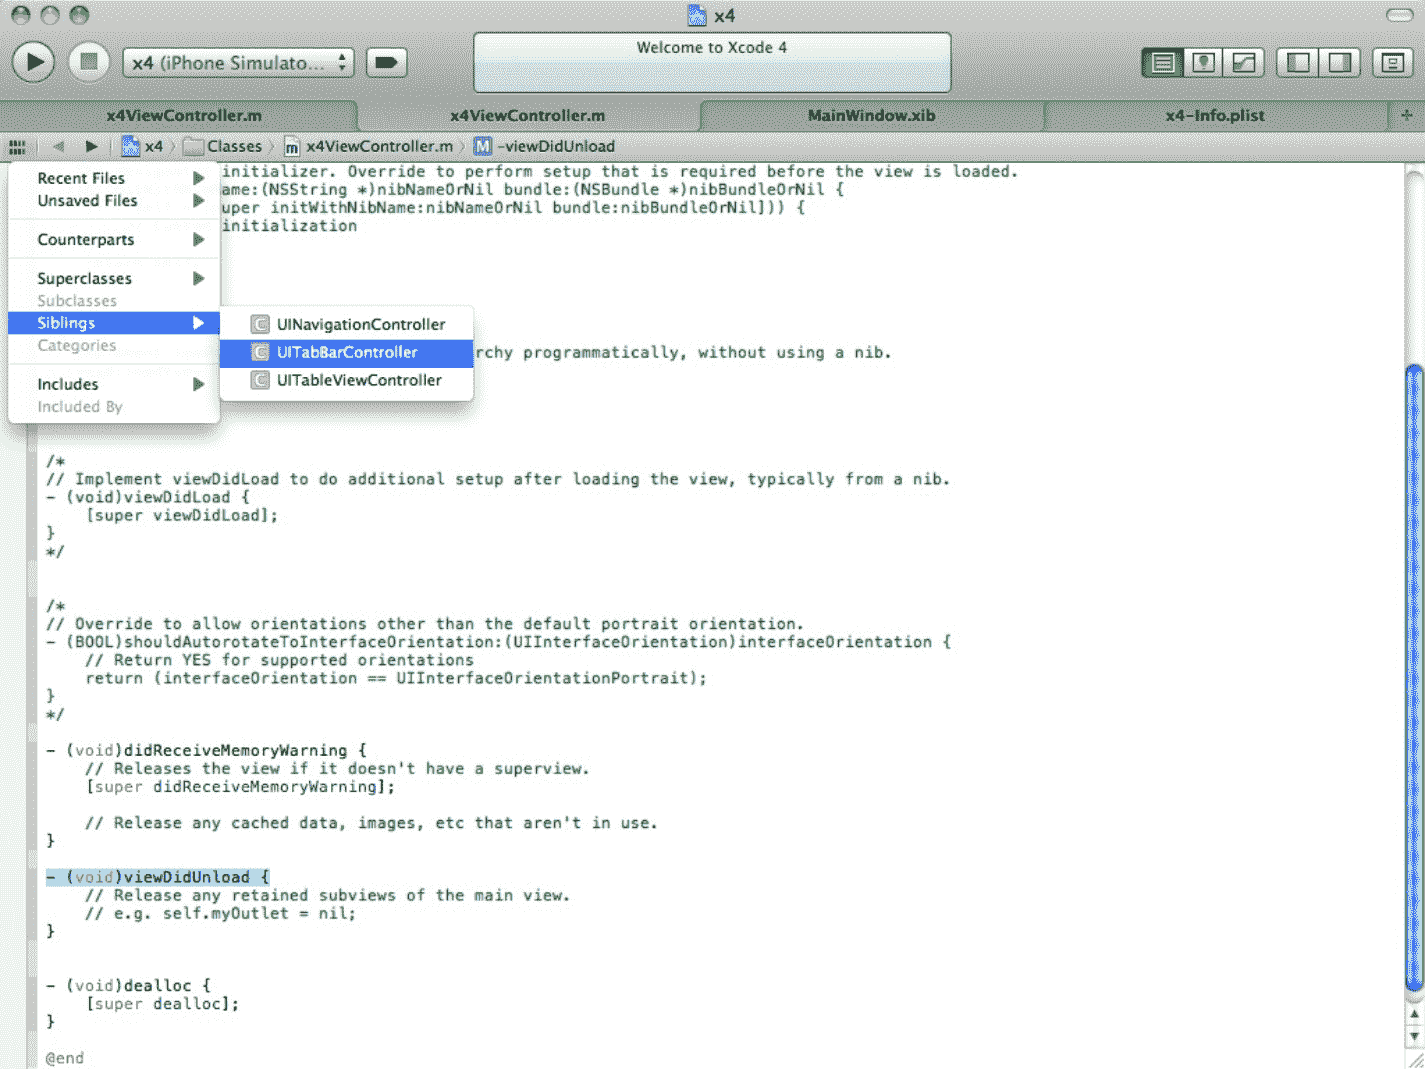 x4
x4 (iPhone Simulato...
Welcome to Xcode 4
x4ViewController.m
x4ViewController.m
MainWindow.xib
x4-Info.plist
+
x4
Classes
m
x4ViewController.m
M
-viewDidUnload
Recent Files
Unsaved Files
Counterparts
Superclasses
Subclasses
Siblings
Categories
Includes
Included By
C UINavigationController
C UITabBarController
C UITableViewController
initializer. Override to perform setup that is required before the view is loaded.
ame:(NSString *)nibNameOrNil bundle:(NSBundle *)nibBundleOrNil {
uper initWithNibName:nibNameOrNil bundle:nibBundleOrNil])) {
initialization
rchy programmatically, without using a nib.
/*
// Implement viewDidLoad to do additional setup after loading the view, typically from a nib.
- (void)viewDidLoad {
[super viewDidLoad];
}
*/
/*
// Override to allow orientations other than the default portrait orientation.
- (BOOL)shouldAutorotateToInterfaceOrientation:(UIInterfaceOrientation)interfaceOrientation {
// Return YES for supported orientations
return (interfaceOrientation == UIInterfaceOrientationPortrait);
}
*/
- (void)didReceiveMemoryWarning {
// Releases the view if it doesn't have a superview.
[super didReceiveMemoryWarning];
// Release any cached data, images, etc that aren't in use.
}
- (void)viewDidUnload {
// Release any retained subviews of the main view.
// e.g. self.myOutlet = nil;
}
- (void)dealloc {
[super dealloc];
}
@end